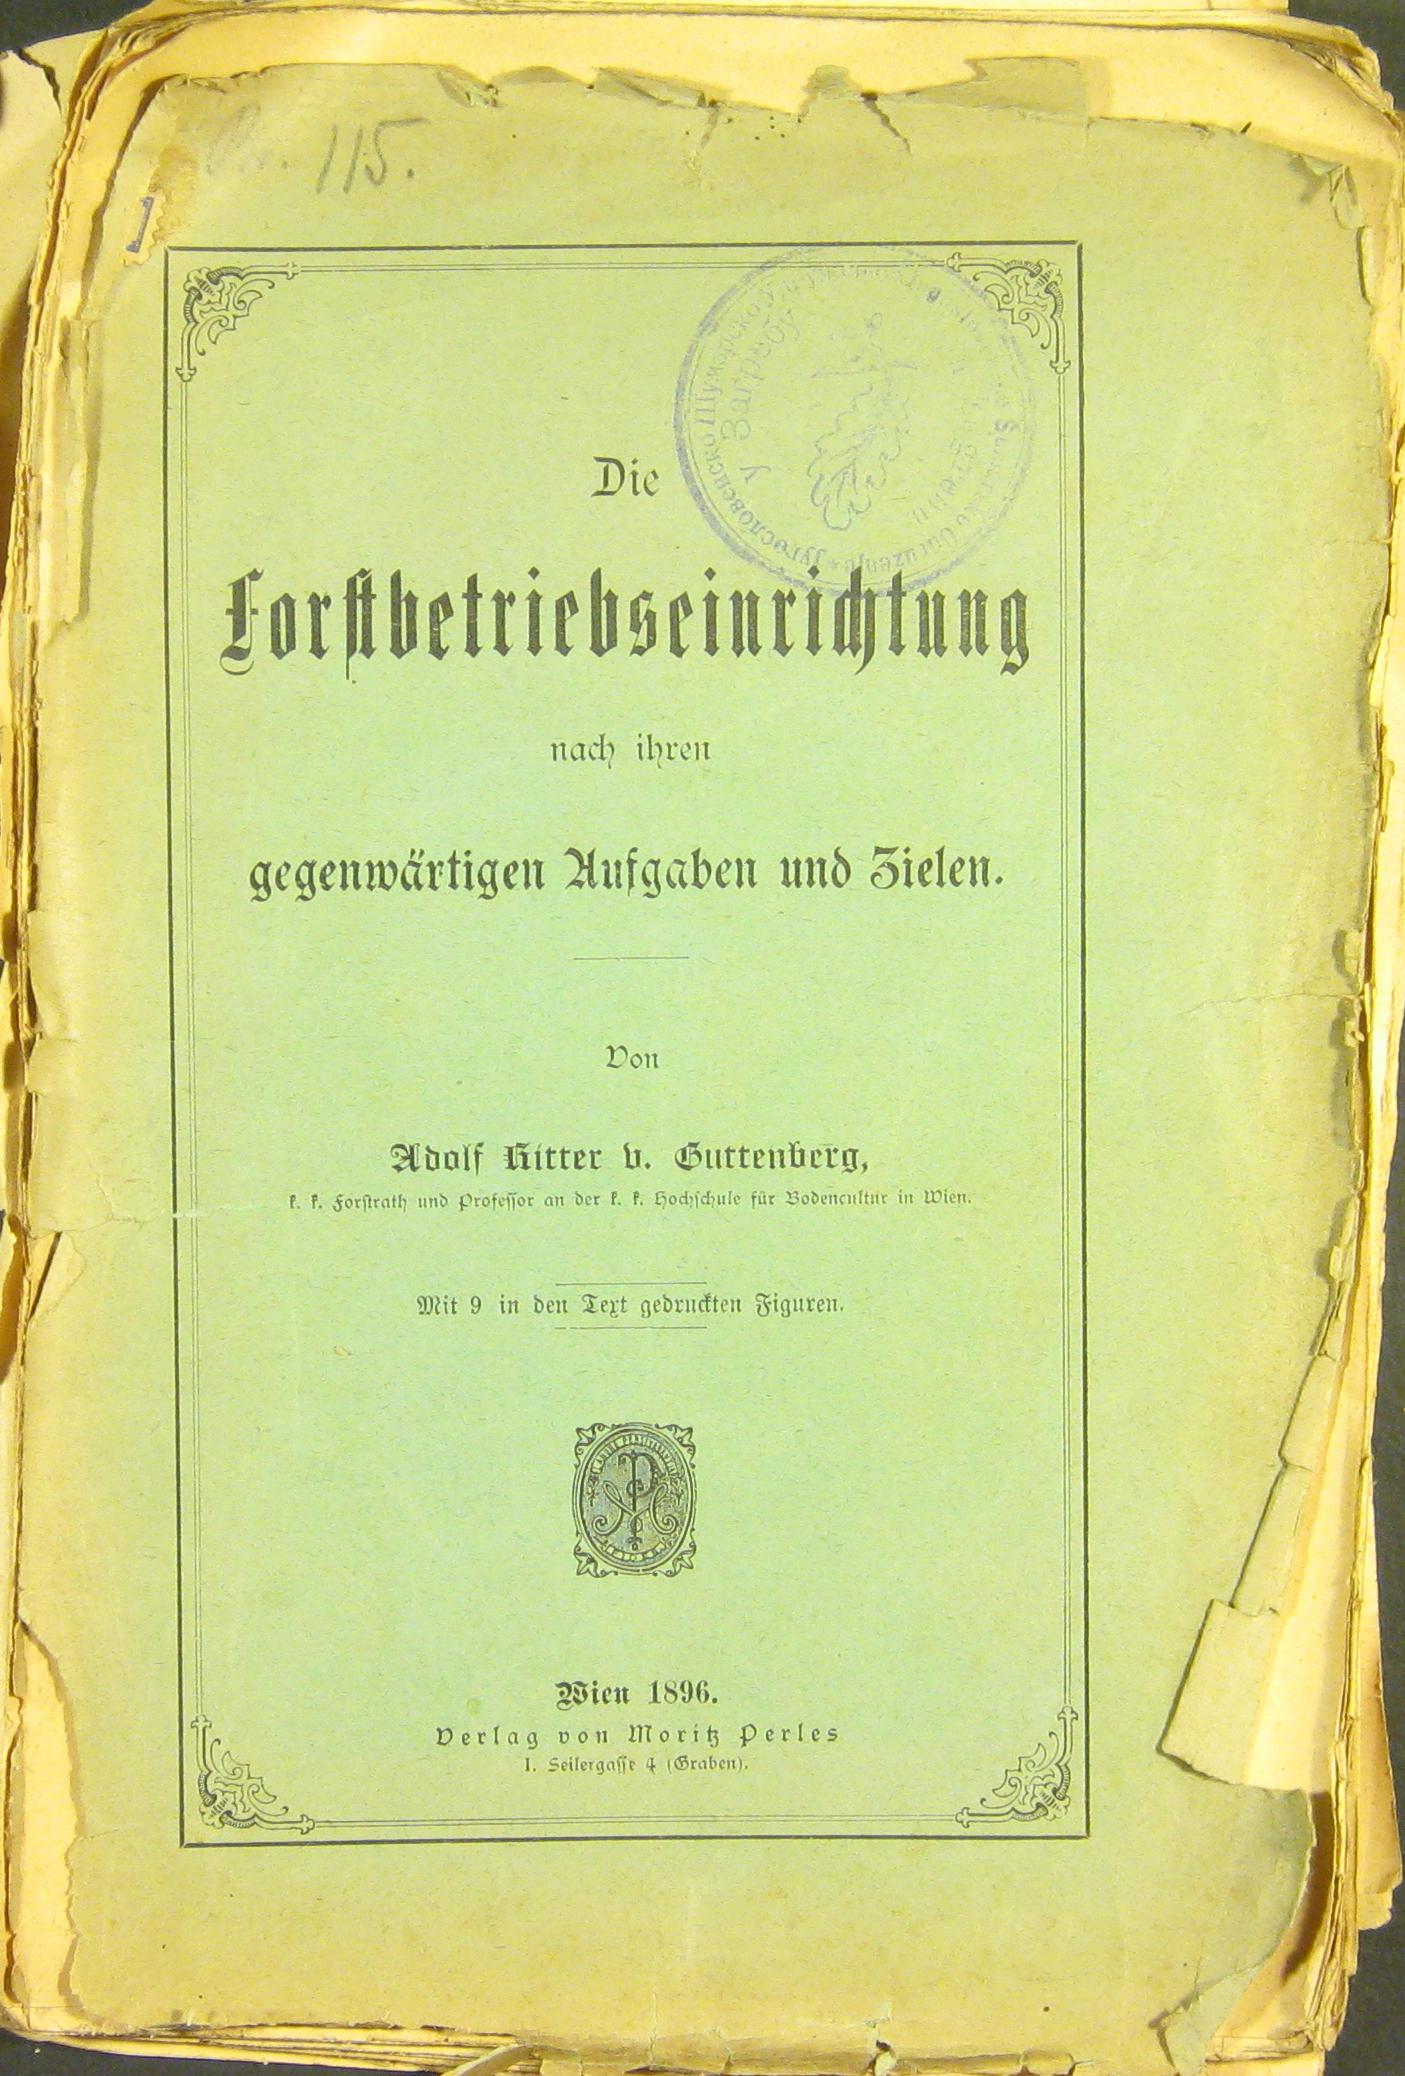 115.
Die
Forstbetriebseinrichtung
nach ihren
gegenwärtigen Aufgaben und Zielen.
Von
Adolf Ritter v. Guttenberg,
k. k. Forstrath und Professor an der k. k. Hochschule für Bodencultur in Wien.
Mit 9 in den Text gedruckten Figuren.
Wien 1896.
Verlag von Moritz Perles
I. Seilergasse 4 (Graben).
у Загребу